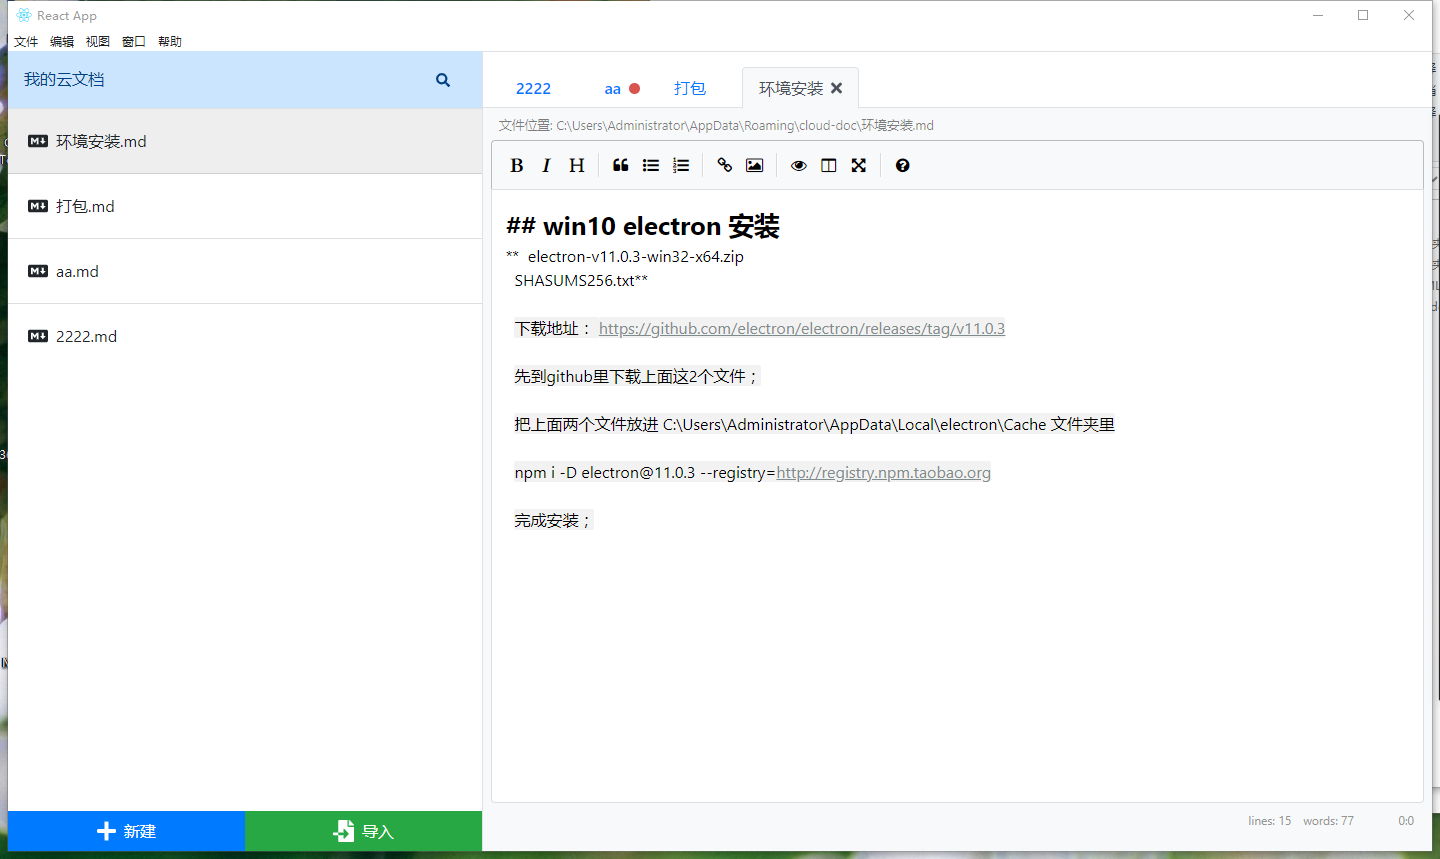 React App
文件 编辑 视图 窗口 帮助
我的云文档
环境安装.md
打包.md
aa.md
2222.md
新建
导入
2222 aa 打包 环境安装
文件位置: C:\Users\Administrator\AppData\Roaming\cloud-doc\环境安装.md
B I H
## win10 electron 安装
** electron-v11.0.3-win32-x64.zip
SHASUMS256.txt**
下载地址： https://github.com/electron/electron/releases/tag/v11.0.3
先到github里下载上面这2个文件；
把上面两个文件放进 C:\Users\Administrator\AppData\Local\electron\Cache 文件夹里
npm i -D electron@11.0.3 --registry=http://registry.npm.taobao.org
完成安装；
lines: 15 words: 77 0:0